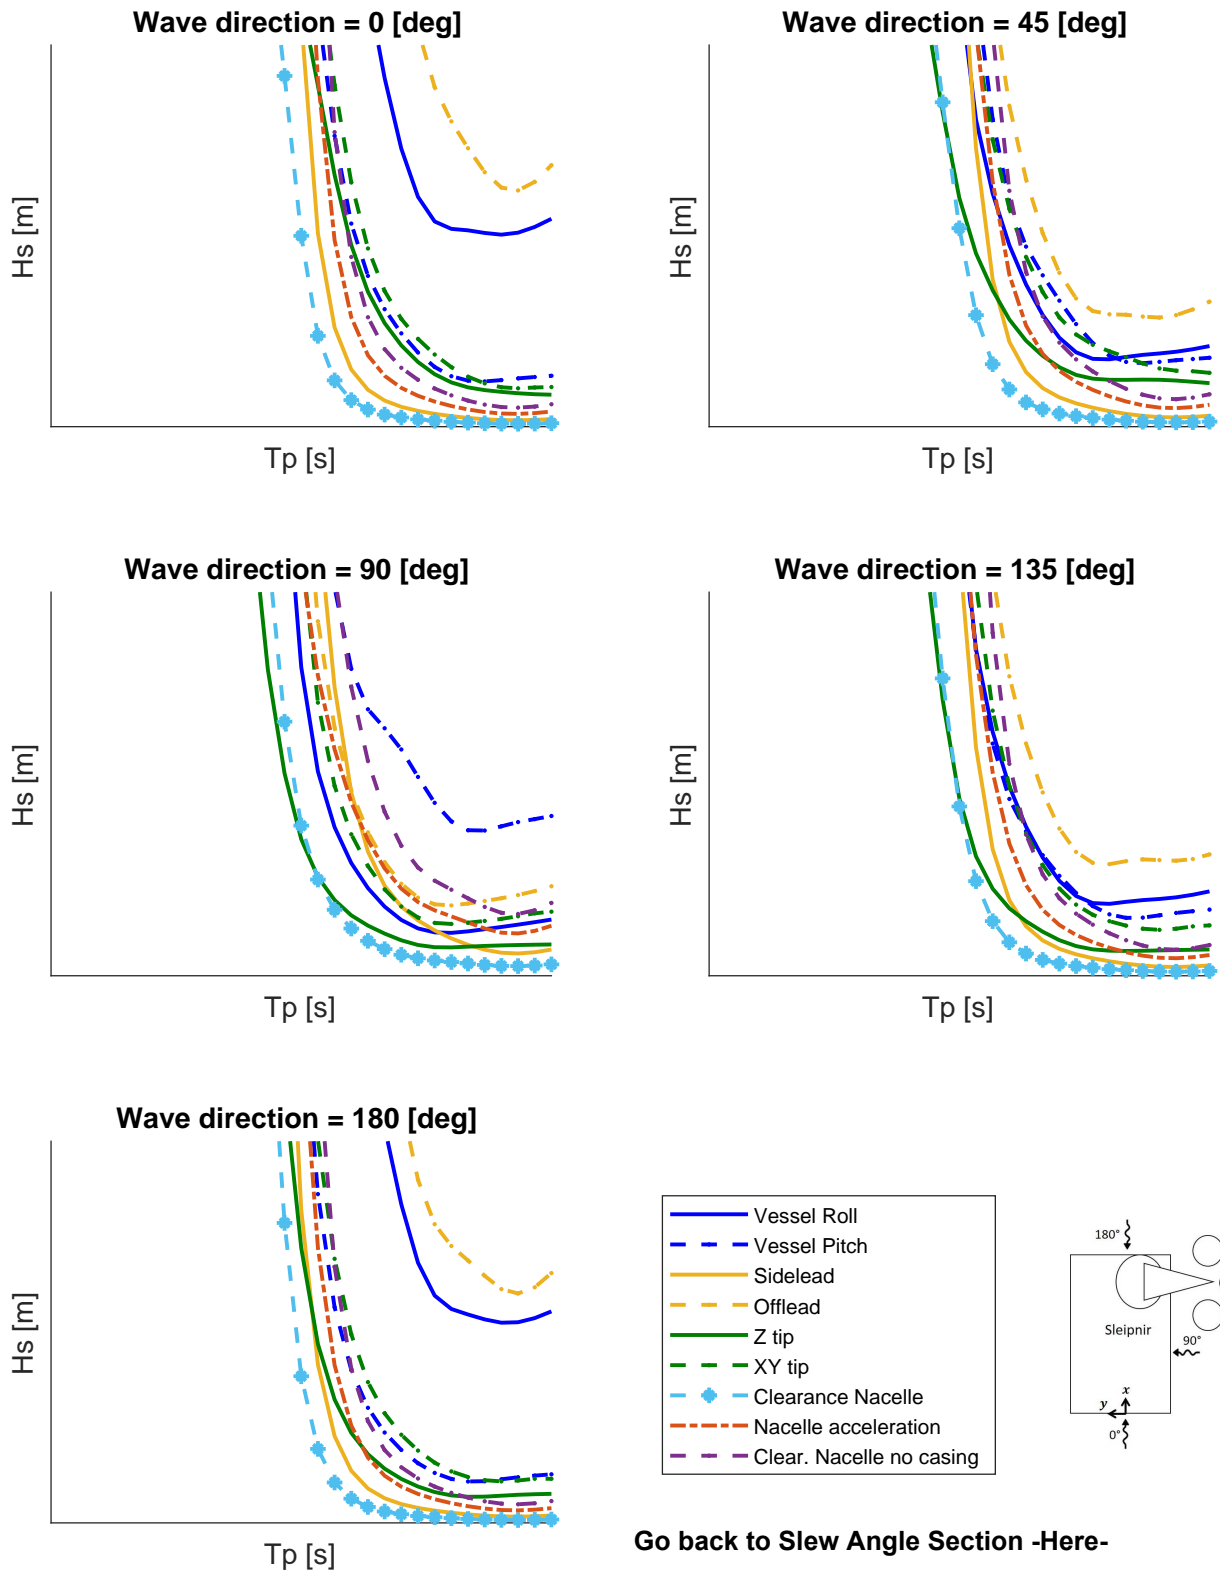 Wave direction = 0 [deg]
Hs [m]
Tp [s]
Wave direction = 45 [deg]
Hs [m]
Tp [s]
Wave direction = 90 [deg]
Hs [m]
Tp [s]
Wave direction = 135 [deg]
Hs [m]
Tp [s]
Wave direction = 180 [deg]
Hs [m]
Tp [s]
Vessel Roll
Vessel Pitch
Sidelead
Offlead
Z tip
XY tip
Clearance Nacelle
Nacelle acceleration
Clear. Nacelle no casing
180°
Sleipnir
90°
y
x
0°
Go back to Slew Angle Section -Here-